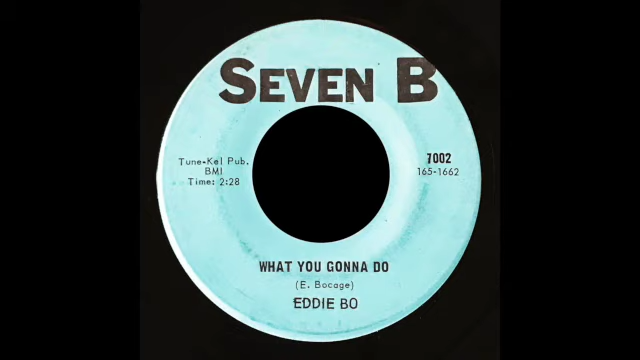 SEVEN B
Tune-Kel Pub.
BMI
Time: 2:28
7002
165-1662
WHAT YOU GONNA DO
(E. Bocage)
EDDIE BO